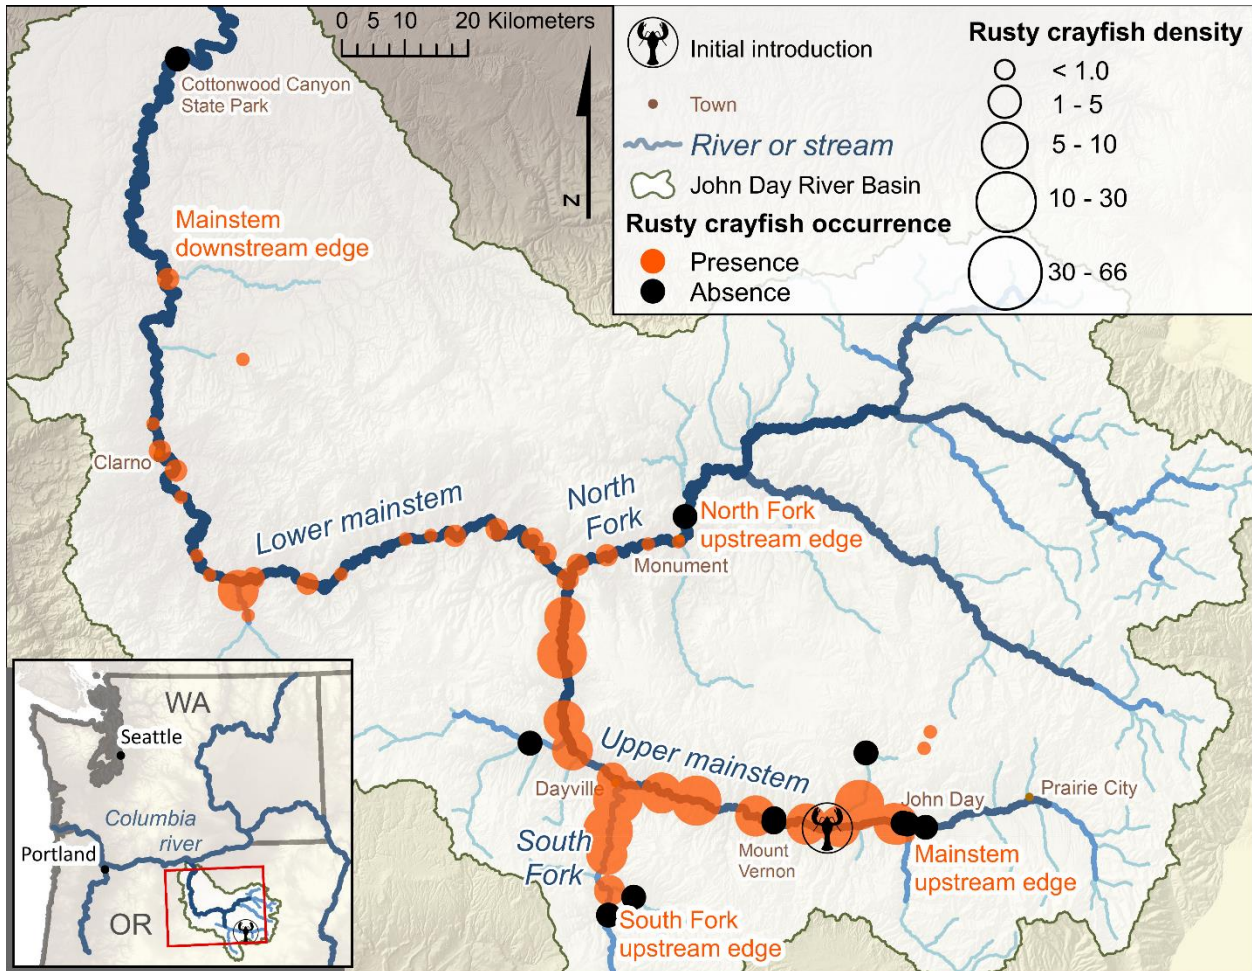 0 5 10 20 Kilometers
Cottonwood Canyon
State Park
N
Initial introduction
Town
River or stream
John Day River Basin
Rusty crayfish occurrence
Presence
Absence
Rusty crayfish density
< 1.0
1 - 5
5 - 10
10 - 30
30 - 66
Mainstem
downstream edge
Clarno
Lower mainstem
North
Fork
North Fork
upstream edge
Monument
Upper mainstem
Dayville
South
Fork
Mount
Vernon
John Day
Prairie City
Mainstem
upstream edge
South Fork
upstream edge
WA
Seattle
Columbia
river
Portland
OR